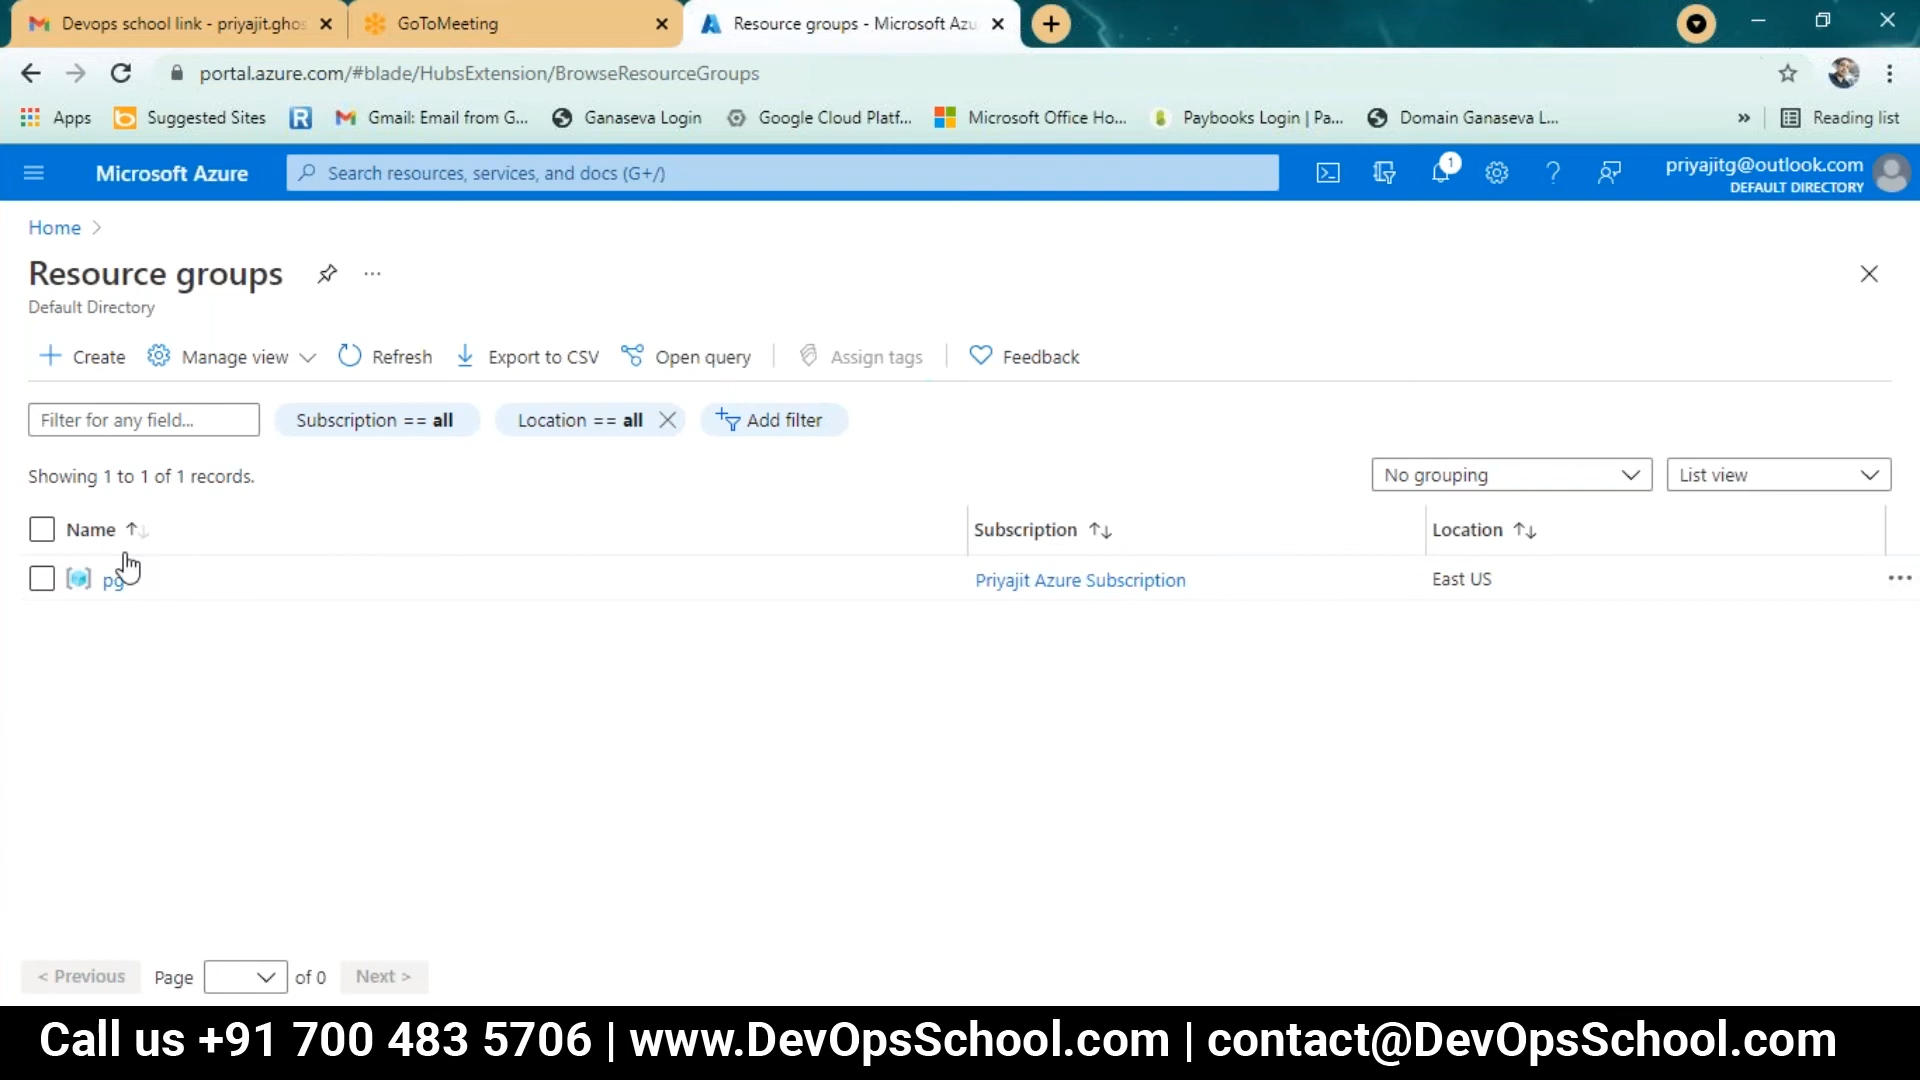 Devops school link - priyajit.ghos
GoToMeeting
Resource groups - Microsoft Azu
portal.azure.com/#blade/HubsExtension/BrowseResourceGroups
Apps
Suggested Sites
R
Gmail: Email from G...
Ganaseva Login
Google Cloud Platf...
Microsoft Office Ho...
Paybooks Login | Pa...
Domain Ganaseva L...
»
Reading list
Microsoft Azure
Search resources, services, and docs (G+/)
1
priyajitg@outlook.com
DEFAULT DIRECTORY
Home >
Resource groups
Default Directory
Create
Manage view
Refresh
Export to CSV
Open query
Assign tags
Feedback
Filter for any field...
Subscription == all
Location == all
Add filter
Showing 1 to 1 of 1 records.
No grouping
List view
Name
Subscription
Location
pg
Priyajit Azure Subscription
East US
< Previous
Page
of 0
Next >
Call us +91 700 483 5706 | www.DevOpsSchool.com | contact@DevOpsSchool.com